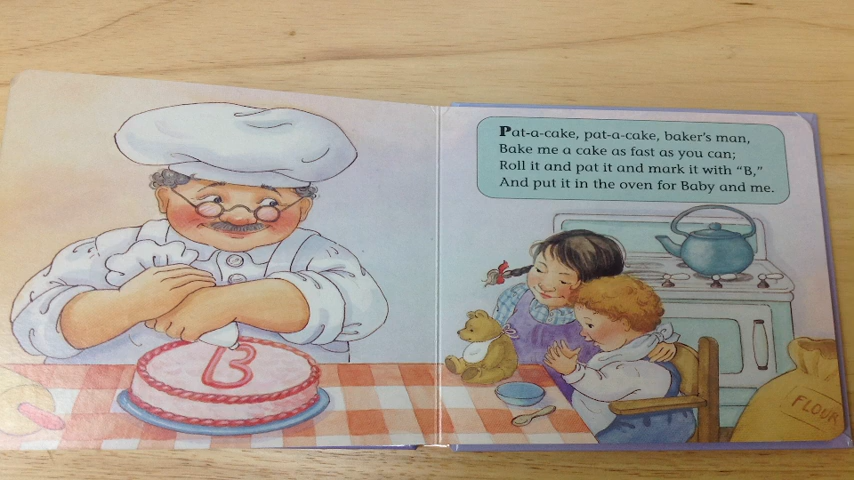 B
Pat-a-cake, pat-a-cake, baker's man,
Bake me a cake as fast as you can;
Roll it and pat it and mark it with “B,”
And put it in the oven for Baby and me.
FLOUR